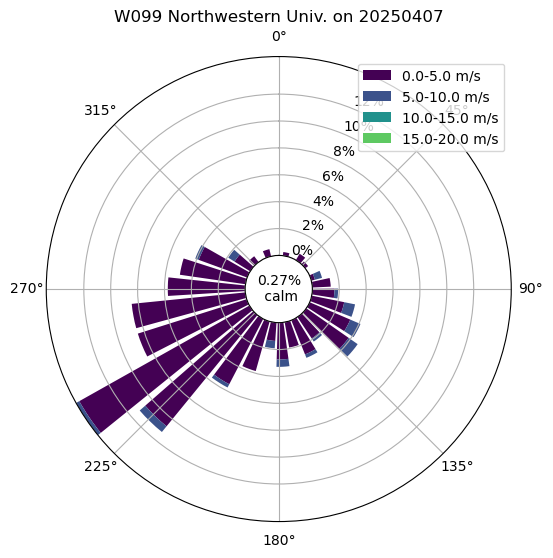 W099 Northwestern Univ. on 20250407
0°
45°
90°
135°
180°
225°
270°
315°
0%
2%
4%
6%
8%
10%
12%
0.0-5.0 m/s
5.0-10.0 m/s
10.0-15.0 m/s
15.0-20.0 m/s
0.27%
calm